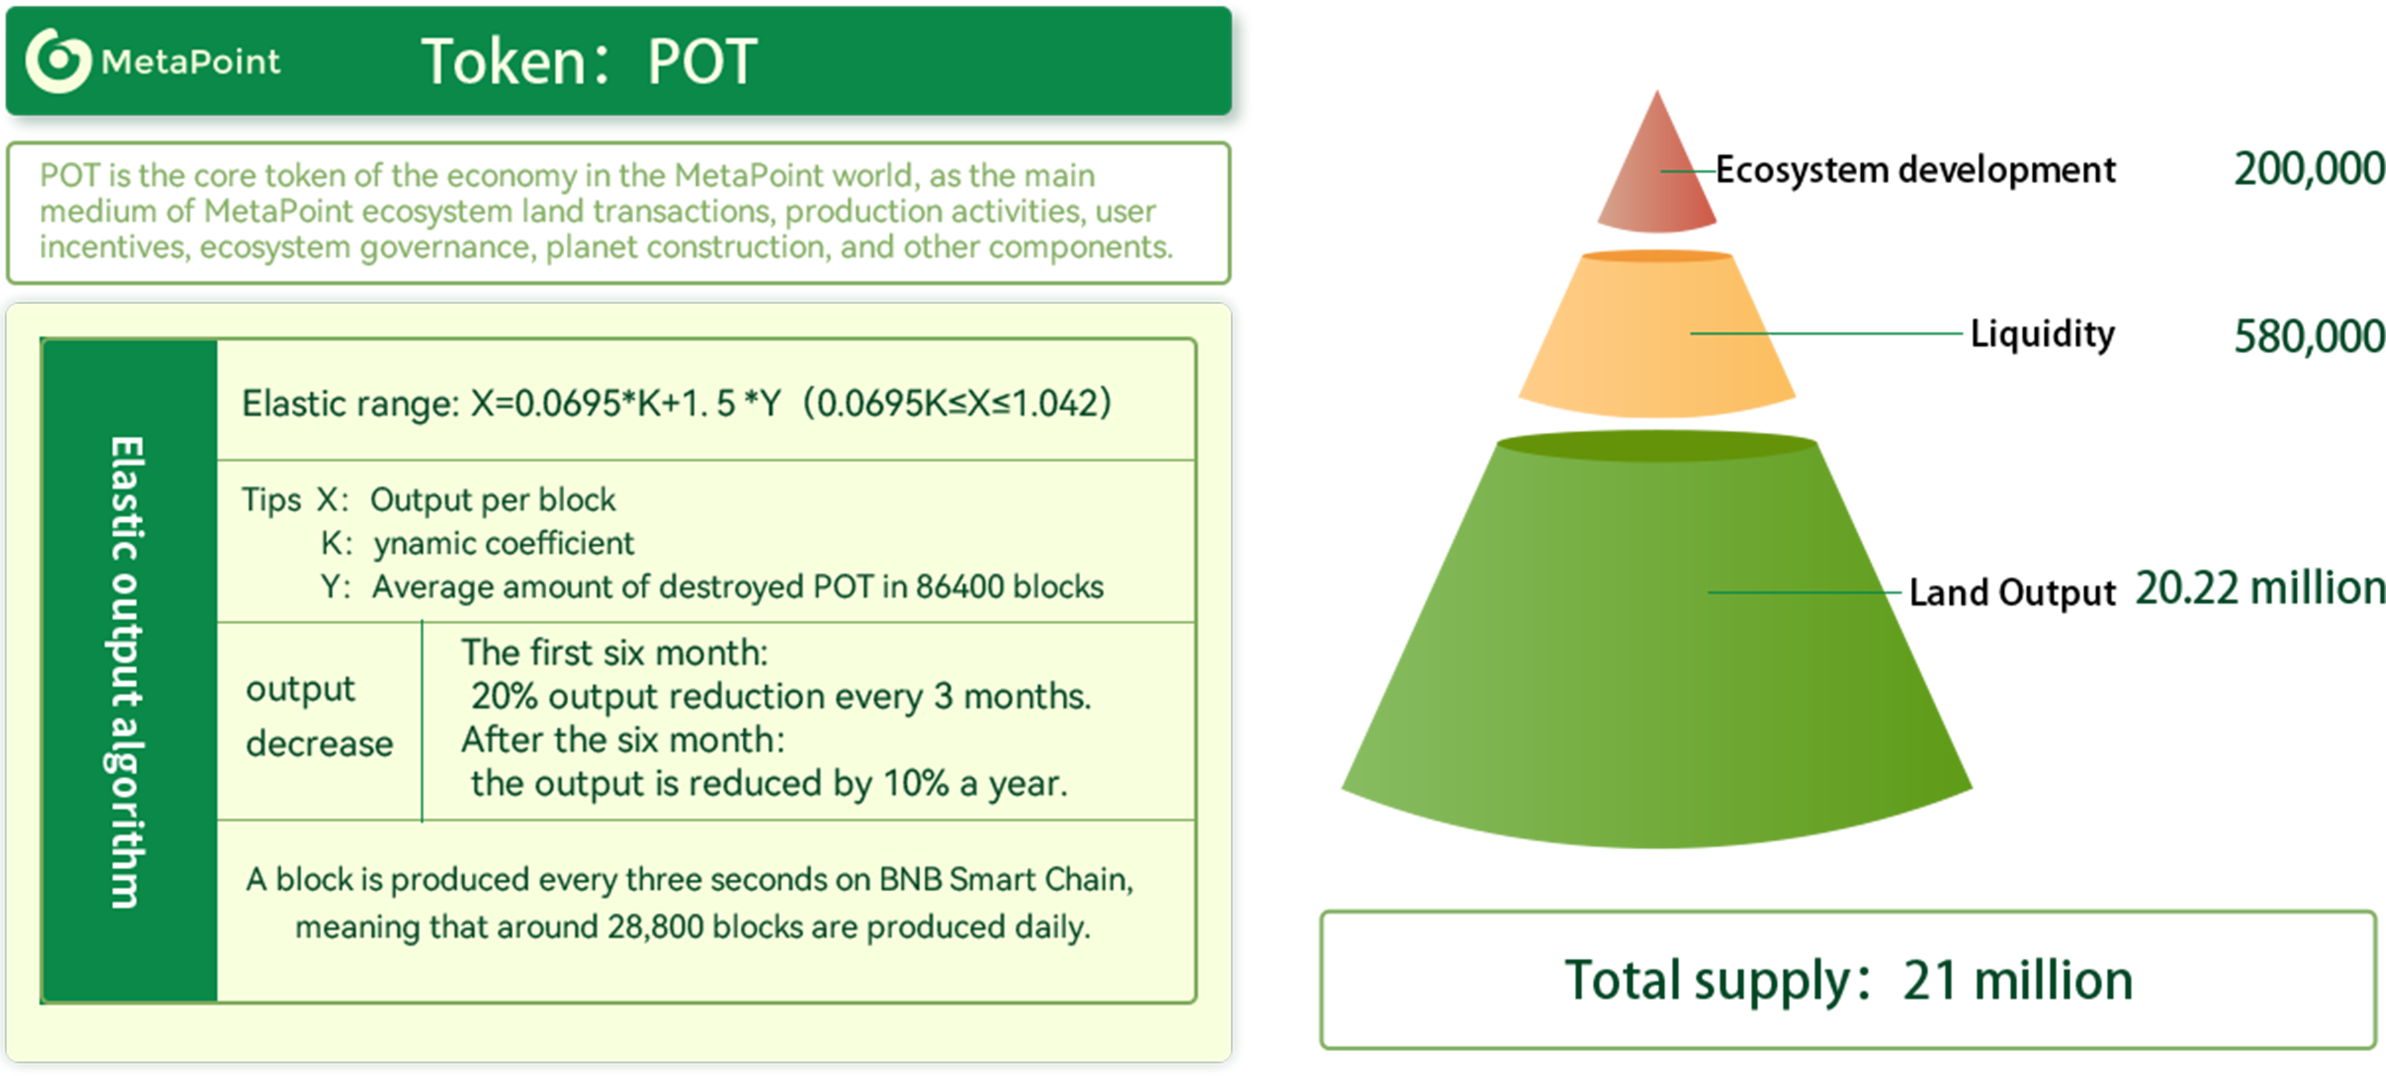 MetaPoint
Token： POT
POT is the core token of the economy in the MetaPoint world, as the main
medium of MetaPoint ecosystem land transactions, production activities, user
incentives, ecosystem governance, planet construction, and other components.
Elastic output algorithm
Elastic range: X=0.0695*K+1. 5 *Y（0.0695K≤X≤1.042）
Tips X： Output per block
K： ynamic coefficient
Y： Average amount of destroyed POT in 86400 blocks
output
decrease
The first six month:
20% output reduction every 3 months.
After the six month:
the output is reduced by 10% a year.
A block is produced every three seconds on BNB Smart Chain,
meaning that around 28,800 blocks are produced daily.
Ecosystem development 200,000
Liquidity 580,000
Land Output 20.22 million
Total supply： 21 million